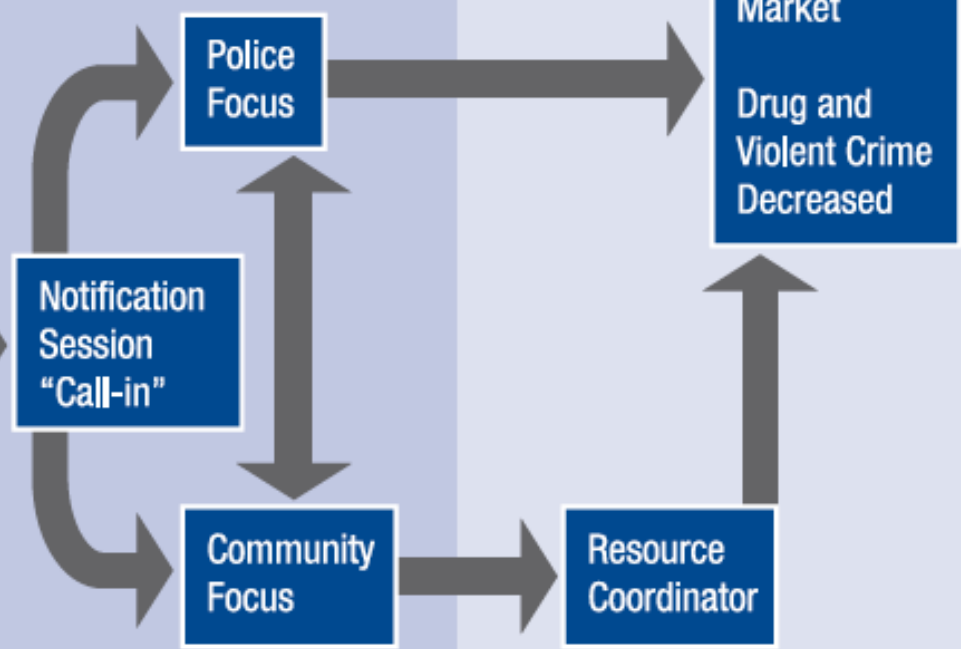 Police
Focus
Market
Drug and
Violent Crime
Decreased
Notification
Session
“Call-in”
Community
Focus
Resource
Coordinator